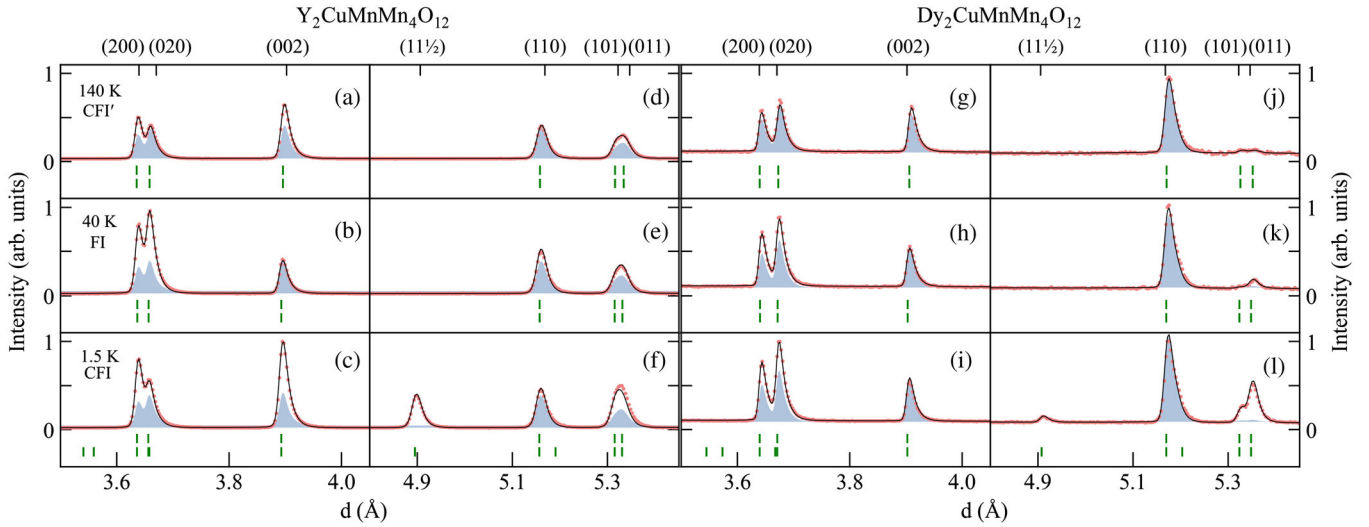 Y₂CuMnMn₄O₁₂ Dy₂CuMnMn₄O₁₂
(200) (020) (002) (11½) (110) (101) (011) (200) (020) (002) (11½) (110) (101) (011)
1 140 K CFI′ (a) (d) (g) (j) 1
0 0
1 40 K FI (b) (e) (h) (k) 1
0 0
1 1.5 K CFI (c) (f) (i) (l) 1
0 0
Intensity (arb. units) Intensity (arb. units)
3.6 3.8 4.0 4.9 5.1 5.3 3.6 3.8 4.0 4.9 5.1 5.3
d (Å) d (Å)